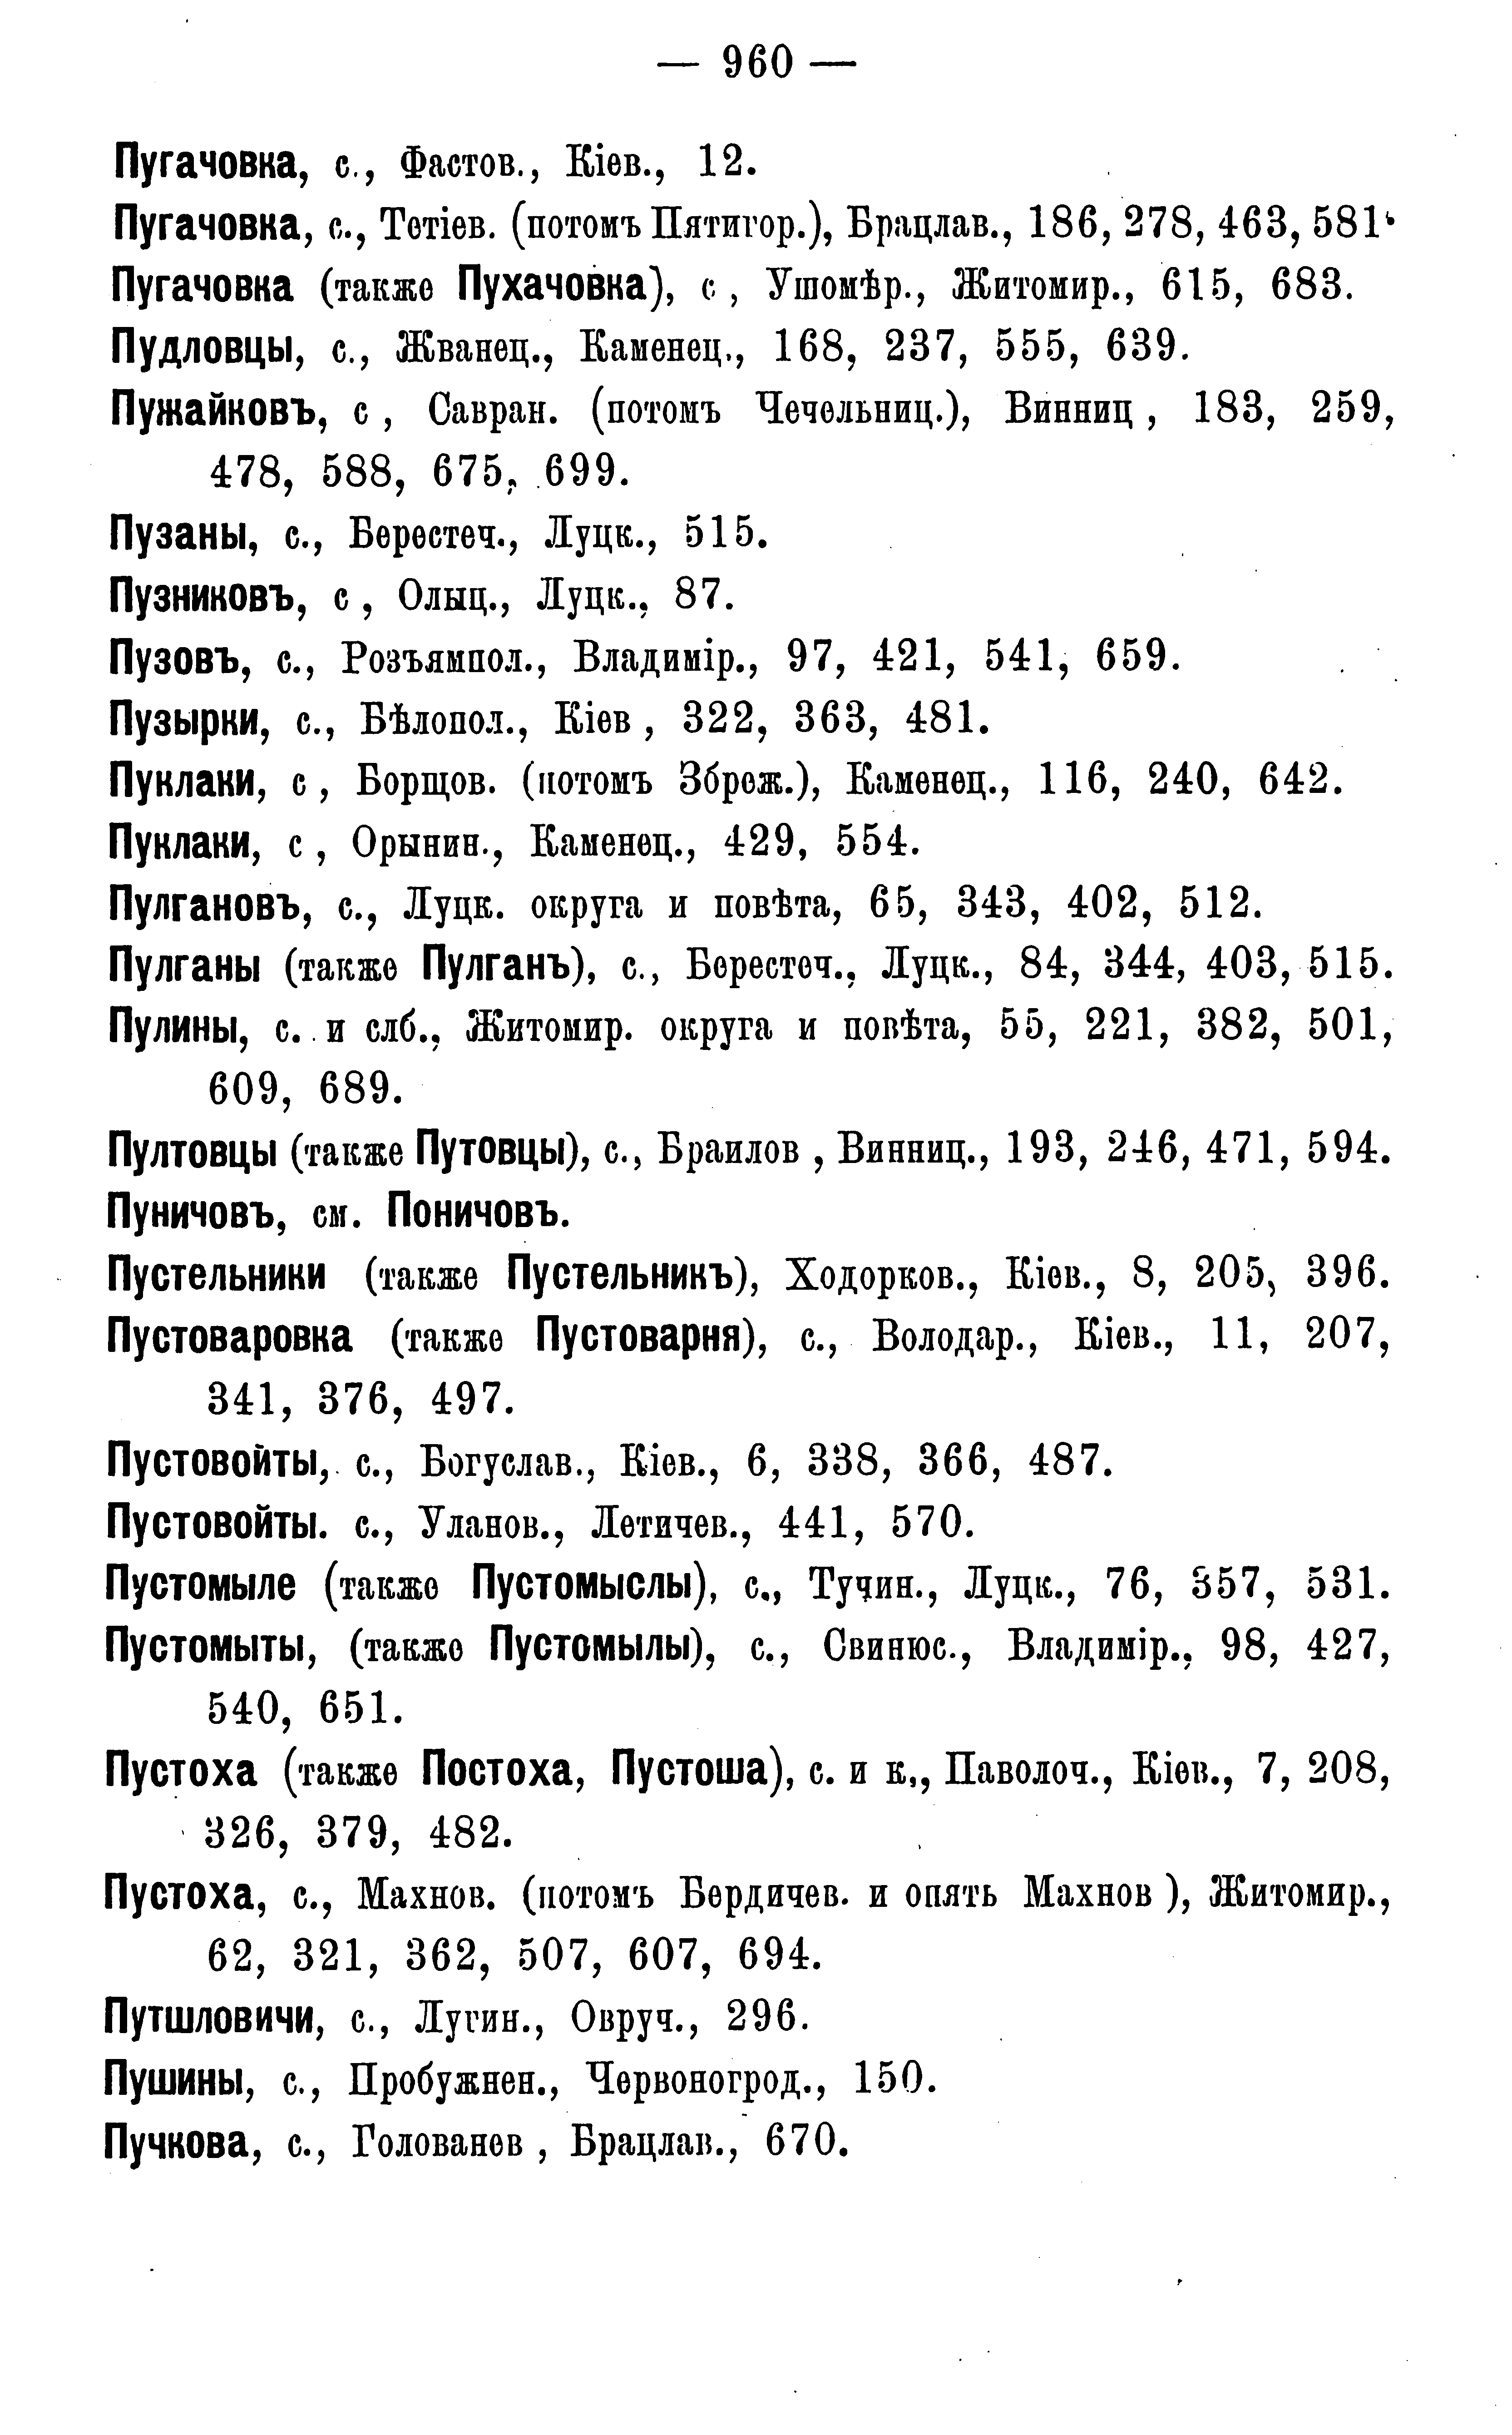 — 960 —
Пугачовка, с., Фастов., Кіев., 12.
Пугачовка, с., Тетіев. (потомъ Пятигор.), Брацлав., 186, 278, 463, 581.
Пугачовка (также Пухачовка), с , Ушомѣр., Житомир., 615, 683.
Пудловцы, с., Жванец., Каменец., 168, 237, 555, 639.
Пужайковъ, с , Савран. (потомъ Чечельниц.), Винниц , 183, 259,
478, 588, 675, 699.
Пузаны, с., Берестеч., Луцк., 515.
Пузниковъ, с , Олыц., Луцк., 87.
Пузовъ, с., Розъямпол., Владимір., 97, 421, 541, 659.
Пузырки, с., Бѣлопол., Кіев , 322, 363, 481.
Пуклаки, с , Борщов. (потомъ Збреж.), Каменец., 116, 240, 642.
Пуклаки, с , Орынин., Каменец., 429, 554.
Пулгановъ, с., Луцк. округа и повѣта, 65, 343, 402, 512.
Пулганы (также Пулганъ), с., Берестеч., Луцк., 84, 344, 403, 515.
Пулины, с. и слб., Житомир. округа и повѣта, 55, 221, 382, 501,
609, 689.
Пултовцы (также Путовцы), с., Браилов , Винниц., 193, 246, 471, 594.
Пуничовъ, см. Поничовъ.
Пустельники (также Пустельникъ), Ходорков., Кіев., 8, 205, 396.
Пустоваровка (также Пустоварня), с., Володар., Кіев., 11, 207,
341, 376, 497.
Пустовойты, с., Богуслав., Кіев., 6, 338, 366, 487.
Пустовойты. с., Уланов., Летичев., 441, 570.
Пустомыле (также Пустомыслы), с., Тучин., Луцк., 76, 357, 531.
Пустомыты, (также Пустомылы), с., Свинюс., Владимір., 98, 427,
540, 651.
Пустоха (также Постоха, Пустоша), с. и к., Паволоч., Кіев., 7, 208,
326, 379, 482.
Пустоха, с., Махнов. (потомъ Бердичев. и опять Махнов ), Житомир.,
62, 321, 362, 507, 607, 694.
Путшловичи, с., Лугин., Овруч., 296.
Пушины, с., Пробужнен., Червоногрод., 150.
Пучкова, с., Голованев , Брацлав., 670.